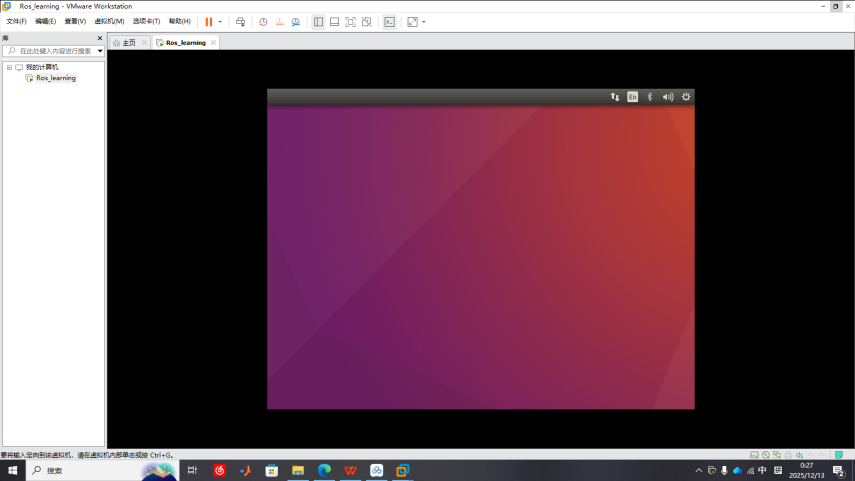 Ros_learning - VMware Workstation
文件(F) 编辑(E) 查看(V) 虚拟机(M) 选项卡(T) 帮助(H)
库
在此处键入内容进行搜索
我的计算机
Ros_learning
主页
Ros_learning
En
要将输入定向到该虚拟机，请在虚拟机内部单击或按 Ctrl+G。
搜索
中
0:27
2025/12/13
2